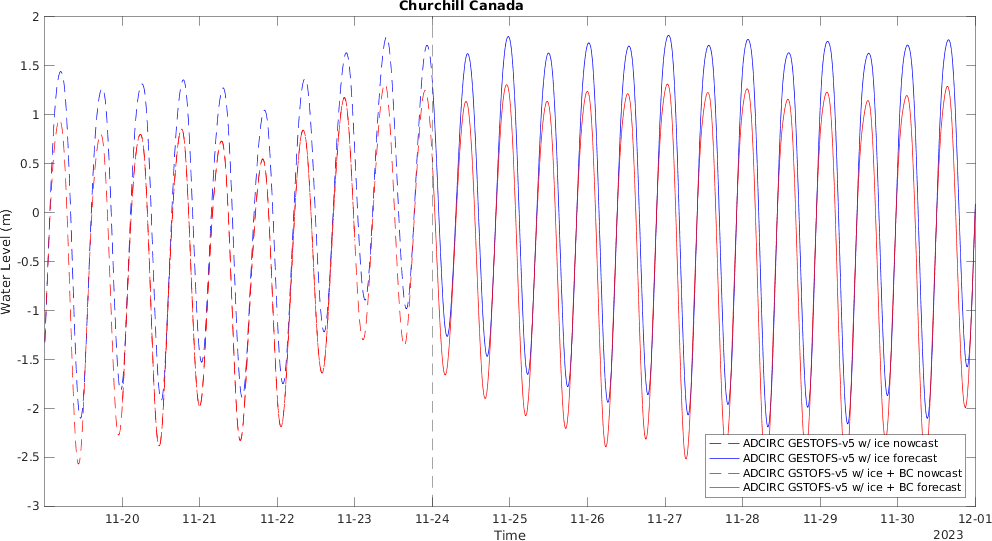 Churchill Canada
2
1.5
1
0.5
0
-0.5
-1
-1.5
-2
-2.5
-3
Water Level (m)
ADCIRC GESTOFS-v5 w/ ice nowcast
ADCIRC GESTOFS-v5 w/ ice forecast
ADCIRC GSTOFS-v5 w/ ice + BC nowcast
ADCIRC GSTOFS-v5 w/ ice + BC forecast
11-20 11-21 11-22 11-23 11-24 11-25 11-26 11-27 11-28 11-29 11-30 12-01
Time
2023